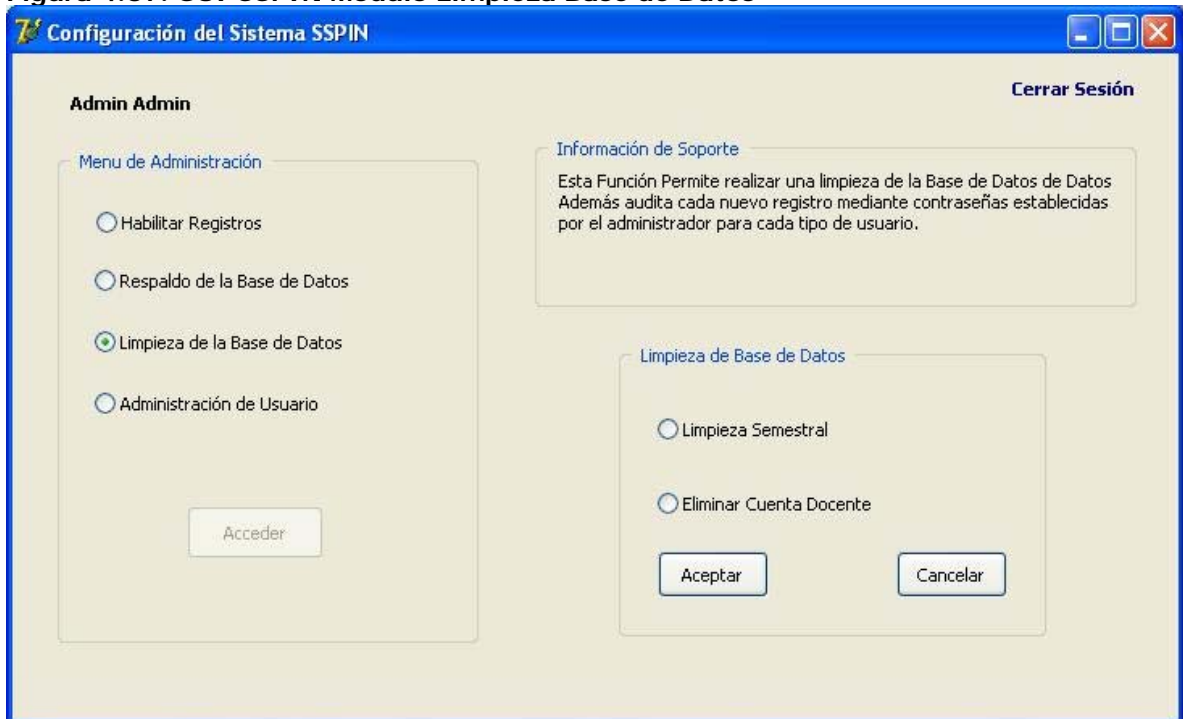 Configuración del Sistema SSPIN
Admin Admin
Cerrar Sesión
Menu de Administración
Habilitar Registros
Respaldo de la Base de Datos
Limpieza de la Base de Datos
Administración de Usuario
Acceder
Información de Soporte
Esta Función Permite realizar una limpieza de la Base de Datos de Datos
Además audita cada nuevo registro mediante contraseñas establecidas
por el administrador para cada tipo de usuario.
Limpieza de Base de Datos
Limpieza Semestral
Eliminar Cuenta Docente
Aceptar
Cancelar